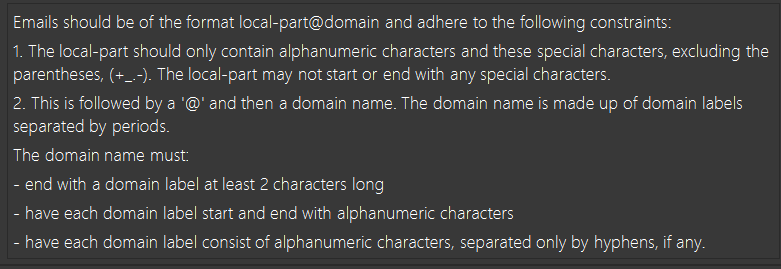 Emails should be of the format local-part@domain and adhere to the following constraints:
1. The local-part should only contain alphanumeric characters and these special characters, excluding the
parentheses, (+_.-). The local-part may not start or end with any special characters.
2. This is followed by a '@' and then a domain name. The domain name is made up of domain labels
separated by periods.
The domain name must:
- end with a domain label at least 2 characters long
- have each domain label start and end with alphanumeric characters
- have each domain label consist of alphanumeric characters, separated only by hyphens, if any.